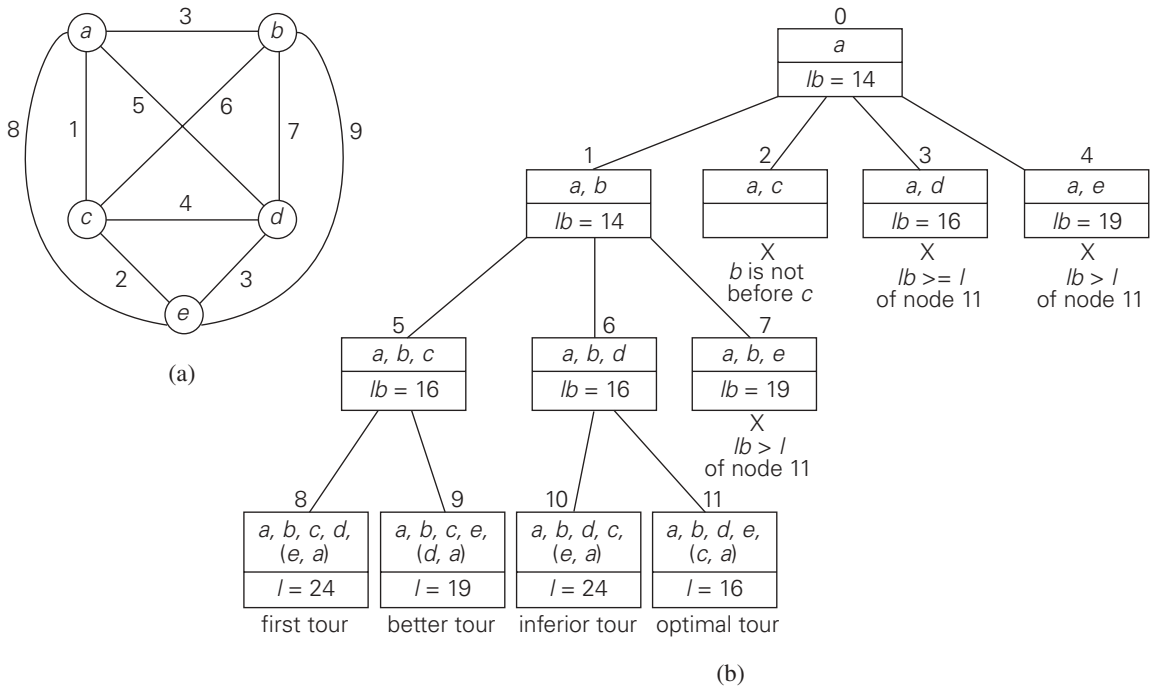 a
3
b
8
1
5
6
7
9
c
4
d
2
3
e
(a)
0
a
lb = 14
1
a, b
lb = 14
2
a, c
X
b is not
before c
3
a, d
lb = 16
X
lb >= l
of node 11
4
a, e
lb = 19
X
lb > l
of node 11
5
a, b, c
lb = 16
6
a, b, d
lb = 16
7
a, b, e
lb = 19
X
lb > l
of node 11
8
a, b, c, d,
(e, a)
l = 24
first tour
9
a, b, c, e,
(d, a)
l = 19
better tour
10
a, b, d, c,
(e, a)
l = 24
inferior tour
11
a, b, d, e,
(c, a)
l = 16
optimal tour
(b)